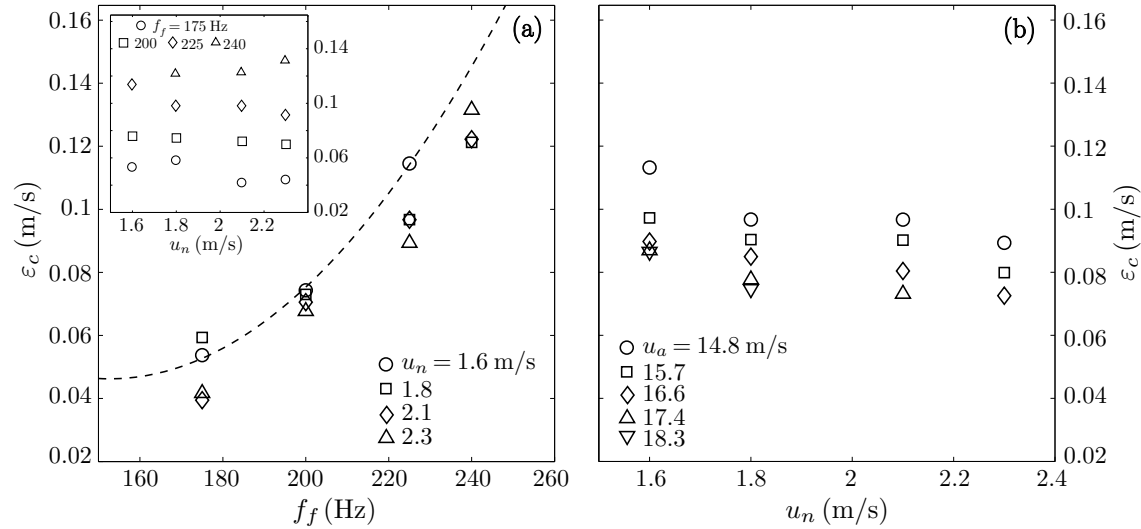 (a)
f_f = 175 Hz
200 225 240
0.14
0.1
0.06
0.02
1.6 1.8 2 2.2
u_n (m/s)
0.16
0.14
0.12
0.1
0.08
0.06
0.04
0.02
ε_c (m/s)
u_n = 1.6 m/s
1.8
2.1
2.3
160 180 200 220 240 260
f_f (Hz)
(b)
0.16
0.14
0.12
0.1
0.08
0.06
0.04
0.02
ε_c (m/s)
u_a = 14.8 m/s
15.7
16.6
17.4
18.3
1.6 1.8 2 2.2 2.4
u_n (m/s)